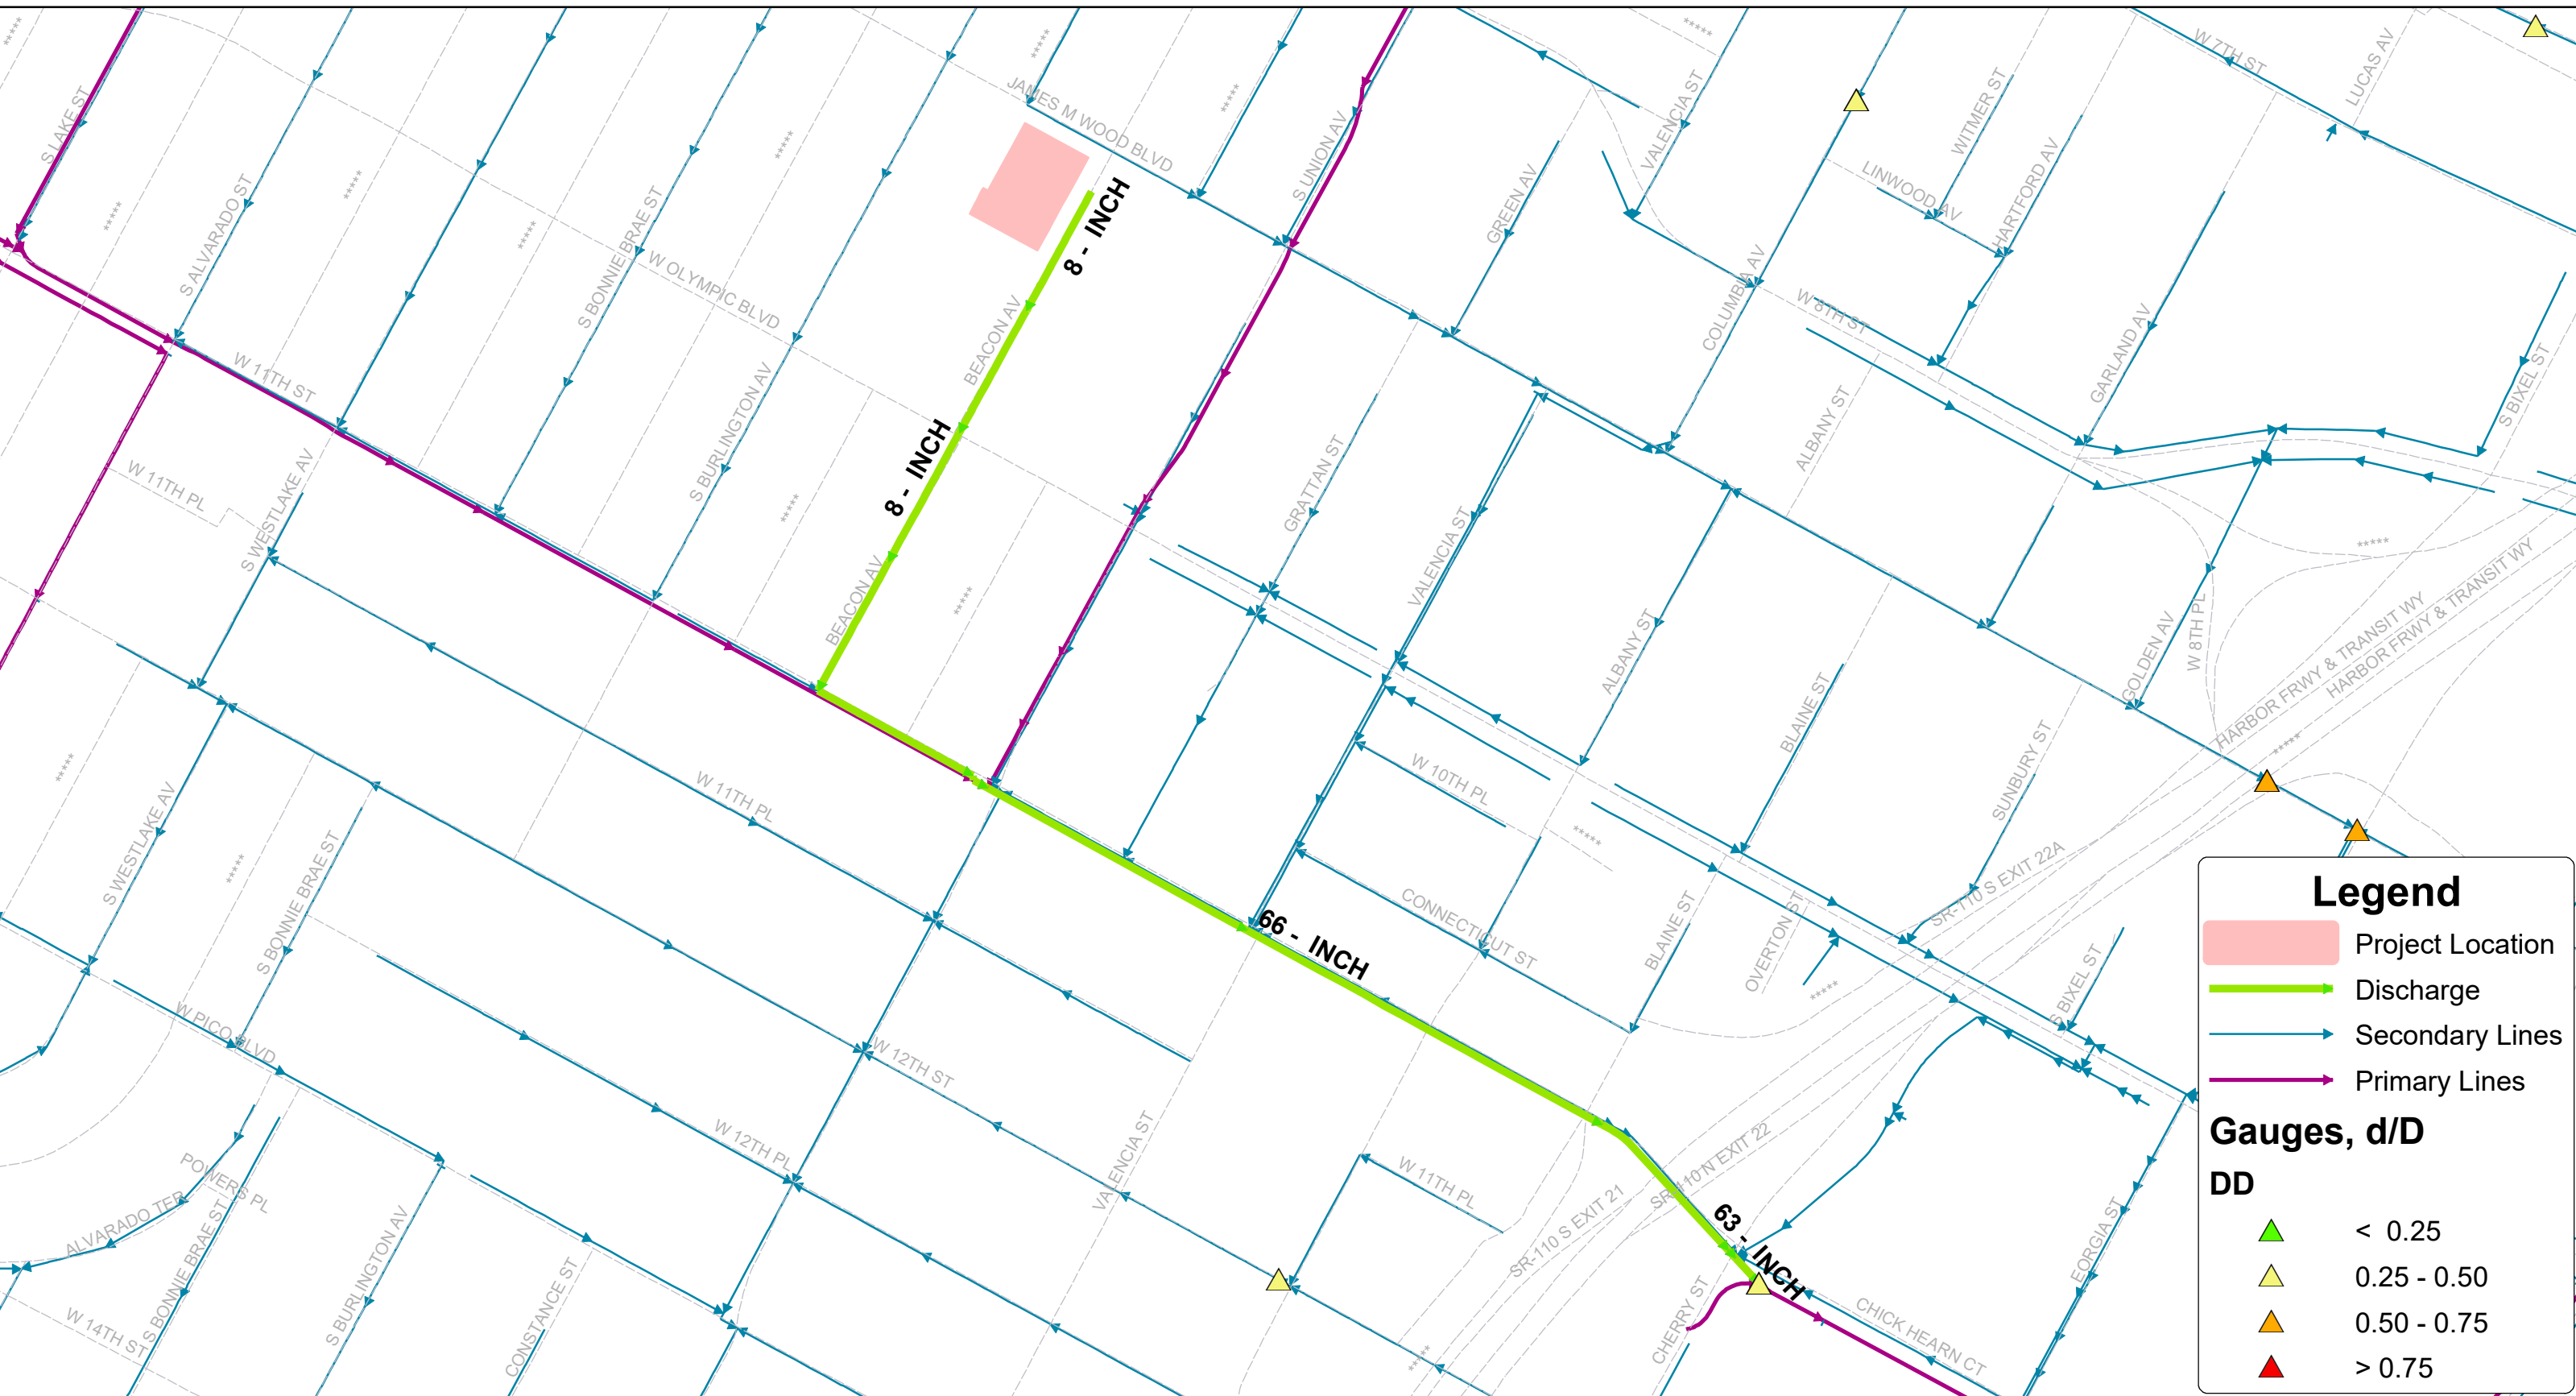 W 7TH ST
LUCAS AV
S LAKE ST
JAMES M WOOD BLVD
S UNION AV
VALENCIA ST
WITMER ST
LINWOOD AV
HARTFORD AV
S ALVARADO ST
S BONNIE BRAE ST
W OLYMPIC BLVD
8 - INCH
GREEN AV
COLUMBIA AV
W 8TH ST
GARLAND AV
S BIXEL ST
BEACON AV
W 11TH ST
S BURLINGTON AV
8 - INCH
GRATTAN ST
ALBANY ST
W 11TH PL
S WESTLAKE AV
VALENCIA ST
BEACON AV
ALBANY ST
BLAINE ST
GOLDEN AV
W 8TH PL
HARBOR FRWY & TRANSIT WY
HARBOR FRWY & TRANSIT WY
SUNBURY ST
W 10TH PL
W 11TH PL
S WESTLAKE AV
S BONNIE BRAE ST
66 - INCH
CONNECTICUT ST
BLAINE ST
OVERTON ST
SR-110 S EXIT 22A
S BIXEL ST
W PICO BLVD
W 12TH ST
W 12TH PL
VALENCIA ST
W 11TH PL
SR-110 S EXIT 21
SR-110 N EXIT 22
63 - INCH
POWERS PL
ALVARADO TER
S BONNIE BRAE ST
S BURLINGTON AV
CONSTANCE ST
W 14TH ST
CHERRY ST
CHICK HEARN CT
EORGIA ST
Legend
Project Location
Discharge
Secondary Lines
Primary Lines
Gauges, d/D
DD
< 0.25
0.25 - 0.50
0.50 - 0.75
> 0.75